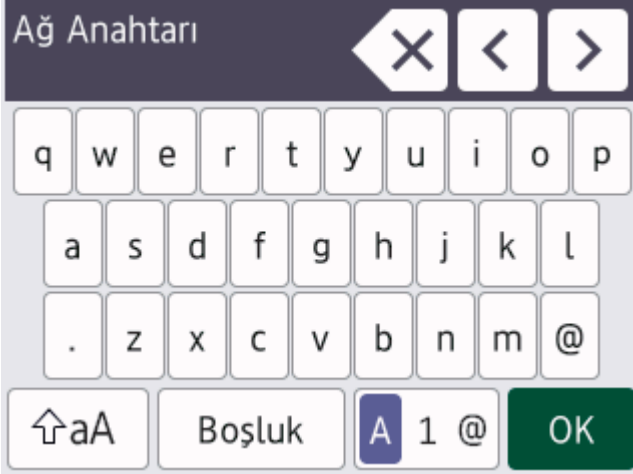 Ağ Anahtarı
q w e r t y u i o p
a s d f g h j k l
. z x c v b n m @
aA Boşluk A 1 @ OK